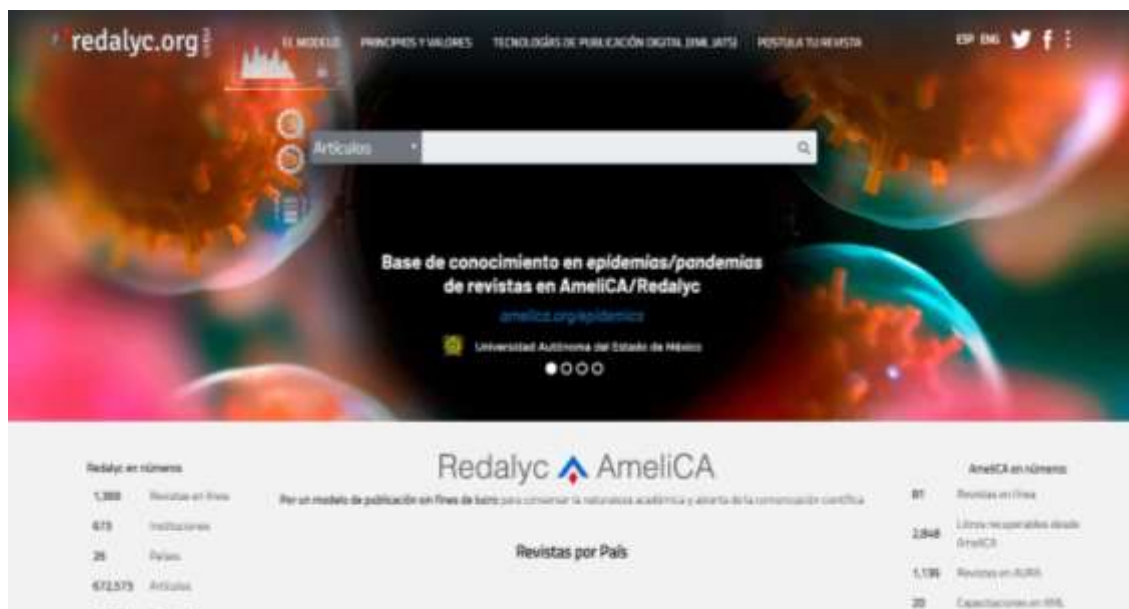 redalyc.org
EL MODELO PRINCIPIOS Y VALORES TECNOLOGÍAS DE PUBLICACIÓN DIGITAL (XML JATS) POSTULA TU REVISTA ESP ENG
Artículos
Base de conocimiento en epidemias/pandemias
de revistas en AmeliCA/Redalyc
amelica.org/epidemics
Universidad Autónoma del Estado de México
Redalyc AmeliCA
Por un modelo de publicación sin fines de lucro para conservar la naturaleza académica y abierta de la comunicación científica
Redalyc en números
Revistas en línea
673 Instituciones
26 Países
672,573 Artículos
Revistas por País
AmeliCA en números
81 Revistas en línea
2,848 Libros recuperables desde
AmeliCA
1,136 Revistas en AURA
20 Capacitaciones en XML